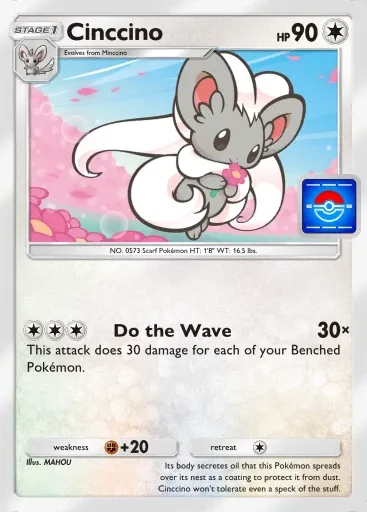 STAGE 1 Cinccino HP 90
Evolves from Minccino
NO. 0573 Scarf Pokémon HT: 1'8" WT: 16.5 lbs.
Do the Wave 30×
This attack does 30 damage for each of your Benched
Pokémon.
weakness +20 retreat
Illus. MAHOU
Its body secretes oil that this Pokémon spreads
over its nest as a coating to protect it from dust.
Cinccino won't tolerate even a speck of the stuff.